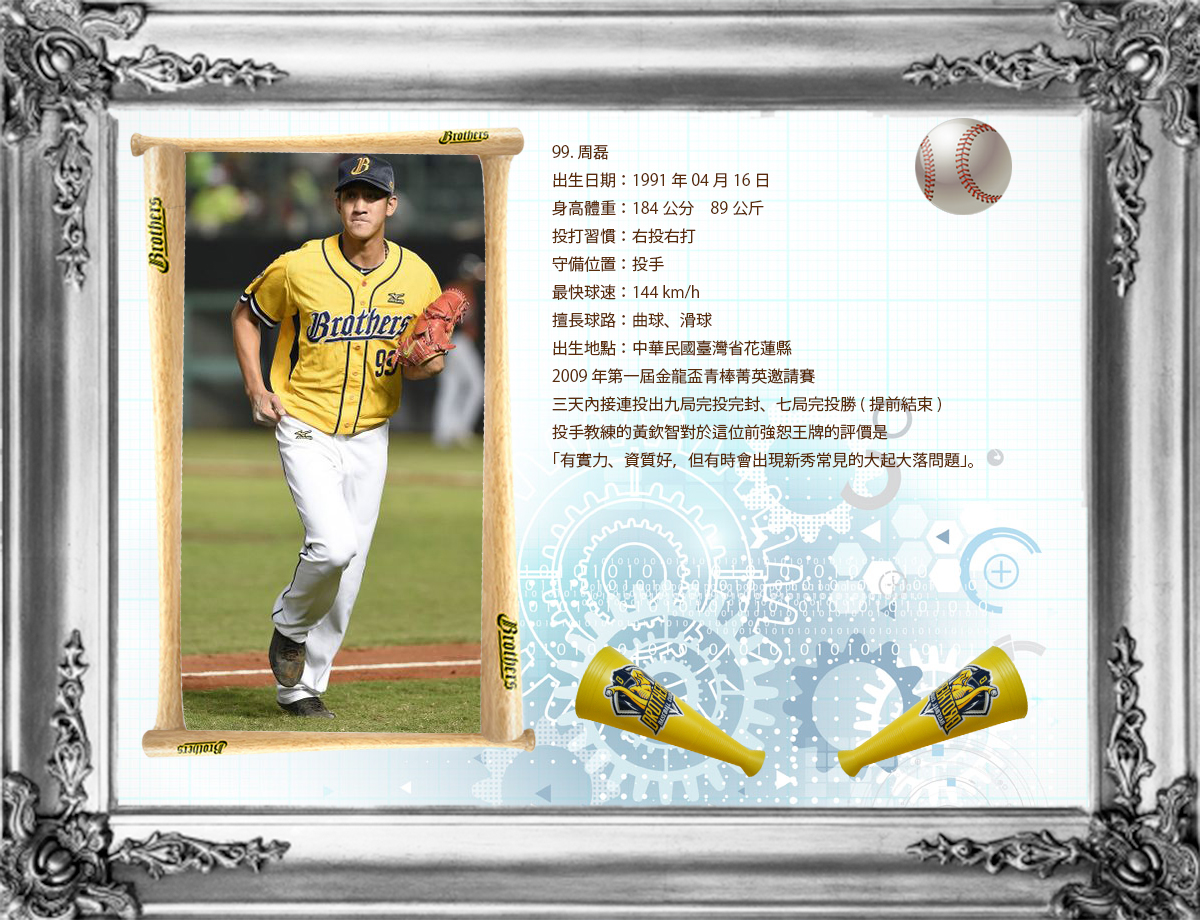 Brothers
Brothers
B
Brothers
99
Brothers
Brothers
99. 周磊
出生日期：1991 年 04 月 16 日
身高體重：184 公分　89 公斤
投打習慣：右投右打
守備位置：投手
最快球速：144 km/h
擅長球路：曲球、滑球
出生地點：中華民國臺灣省花蓮縣
2009 年第一屆金龍盃青棒菁英邀請賽
三天內接連投出九局完投完封、七局完投勝 ( 提前結束 )
投手教練的黃欽智對於這位前強恕王牌的評價是
「有實力、資質好，但有時會出現新秀常見的大起大落問題」。